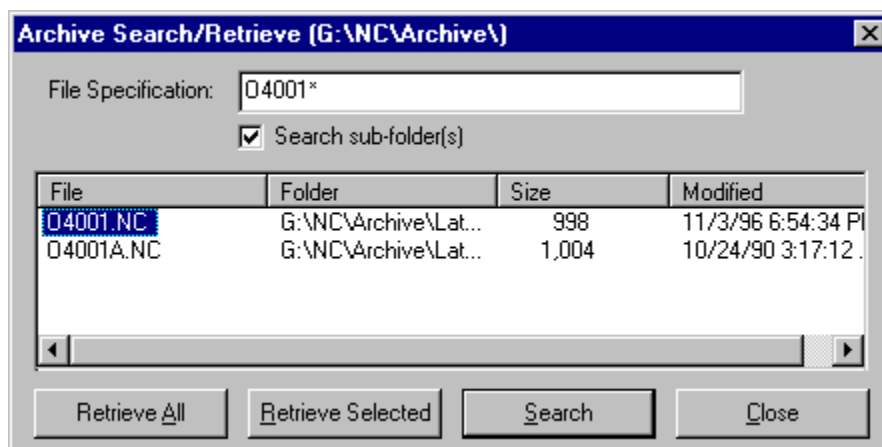 Archive Search/Retrieve (G:\NC\Archive\)
File Specification: O4001*
Search sub-folder(s)
File Folder Size Modified
O4001.NC G:\NC\Archive\Lat... 998 11/3/96 6:54:34 P
O4001A.NC G:\NC\Archive\Lat... 1,004 10/24/90 3:17:12 .
Retrieve All Retrieve Selected Search Close